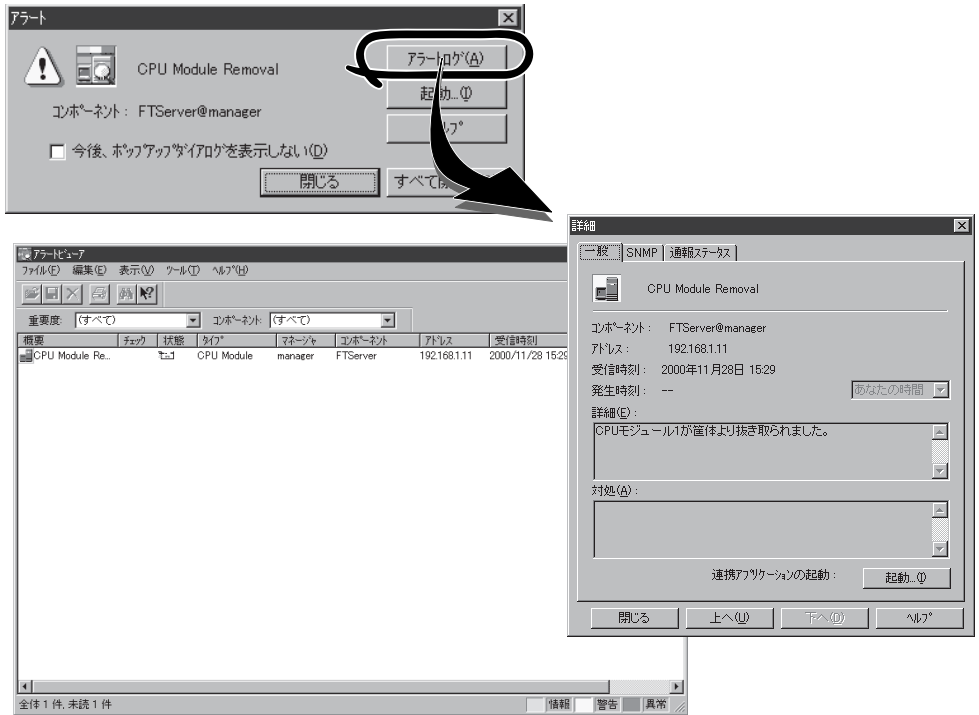 アラート
CPU Module Removal
コンポーネント： FTServer@manager
今後、ポップアップダイアログを表示しない(D)
アラートログ(A)
起動...(I)
閉じる
すべて
アラートビューア
ファイル(F) 編集(E) 表示(V) ツール(T) ヘルプ(H)
重要度: (すべて) コンポーネント: (すべて)
概要 チェック 状態 タイプ マネージャ コンポーネント アドレス 受信時刻
CPU Module Re... CPU Module manager FTServer 192.168.1.11 2000/11/28 15:29
全体 1 件, 未読 1 件
情報 警告 異常
詳細
一般 SNMP 通報ステータス
CPU Module Removal
コンポーネント： FTServer@manager
アドレス： 192.168.1.11
受信時刻： 2000年11月28日 15:29
発生時刻： --
あなたの時間
詳細(E)：
CPUモジュール1が筐体より抜き取られました。
対処(A)：
連携アプリケーションの起動： 起動...(I)
閉じる 上へ(U) 下へ(D) ヘルプ